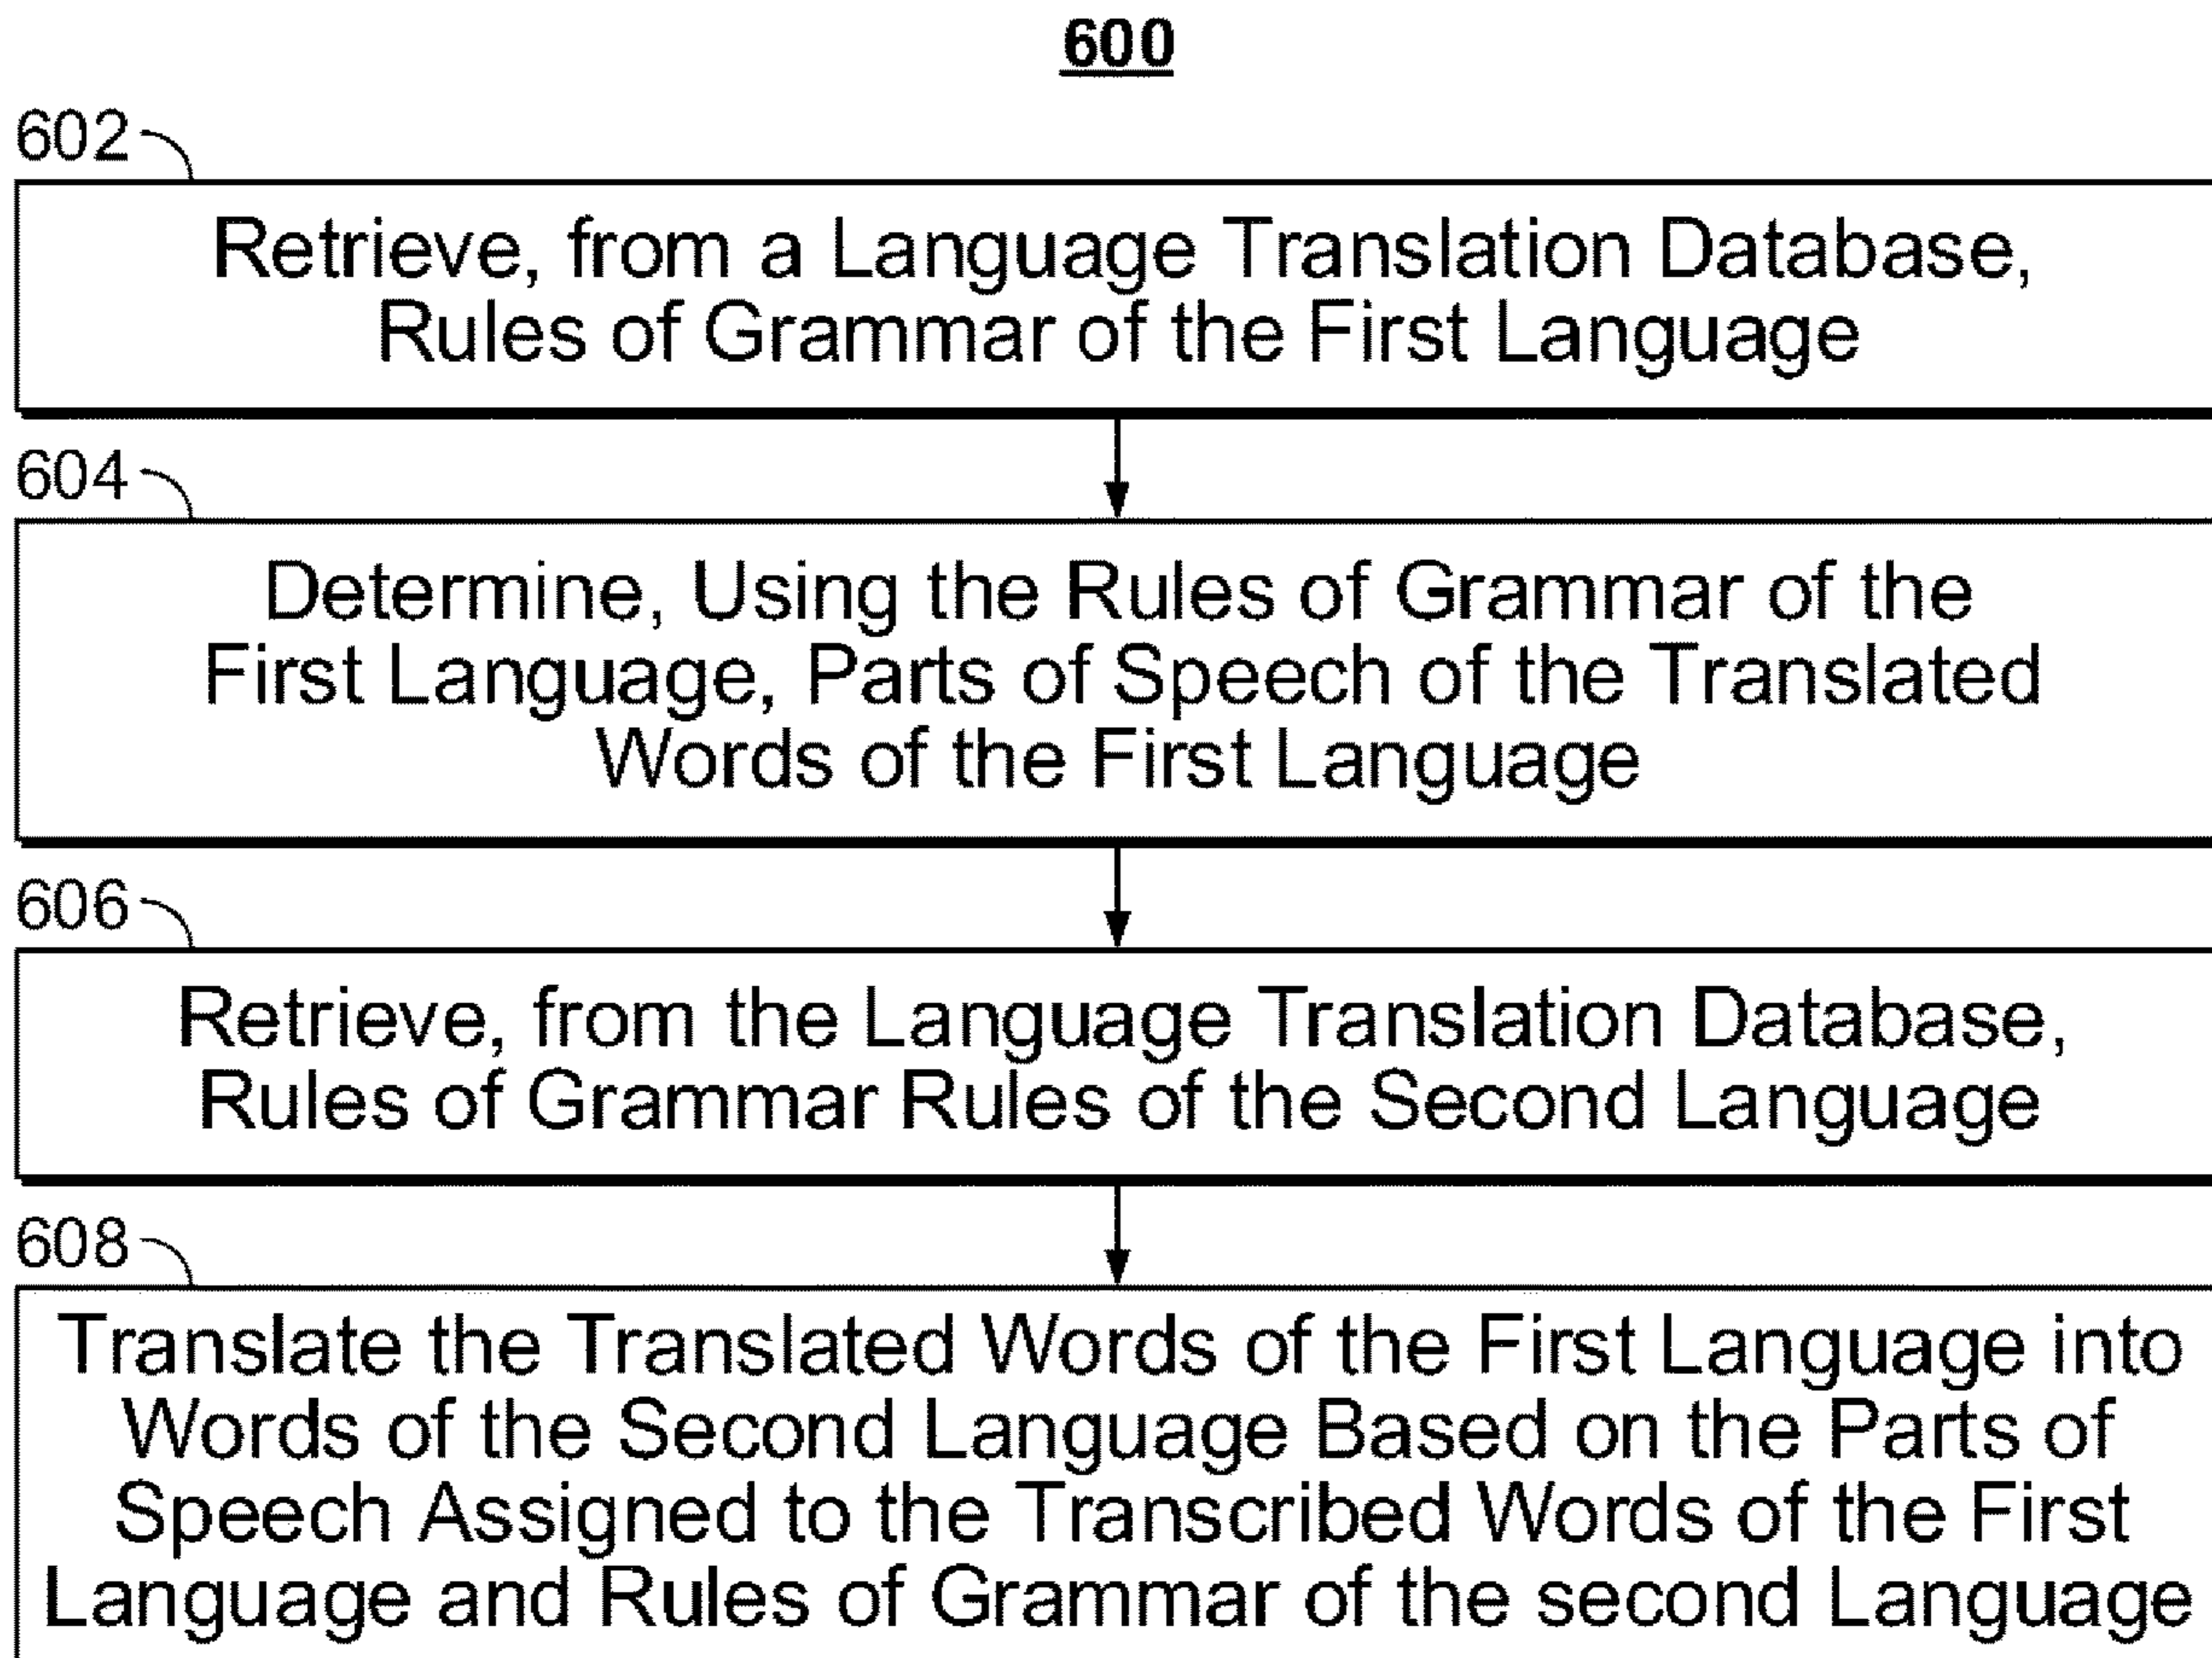 600
602
Retrieve, from a Language Translation Database,
Rules of Grammar of the First Language
604
Determine, Using the Rules of Grammar of the
First Language, Parts of Speech of the Translated
Words of the First Language
606
Retrieve, from the Language Translation Database,
Rules of Grammar Rules of the Second Language
608
Translate the Translated Words of the First Language into
Words of the Second Language Based on the Parts of
Speech Assigned to the Transcribed Words of the First
Language and Rules of Grammar of the second Language